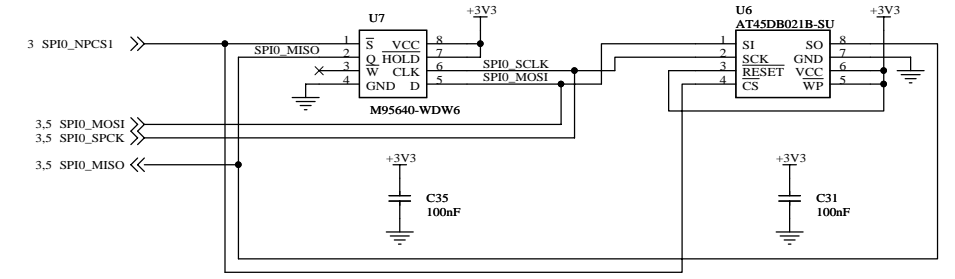 +3V3
U7
U6
AT45DB021B-SU
+3V3
3 SPI0_NPCS1
1 S VCC 8
SPI0_MISO 2 Q HOLD 7
3 W CLK 6 SPI0_SCLK
4 GND D 5 SPI0_MOSI
M95640-WDW6
1 SI SO 8
2 SCK GND 7
3 RESET VCC 6
4 CS WP 5
3,5 SPI0_MOSI
3,5 SPI0_SPCK
3,5 SPI0_MISO
+3V3
C35
100nF
+3V3
C31
100nF